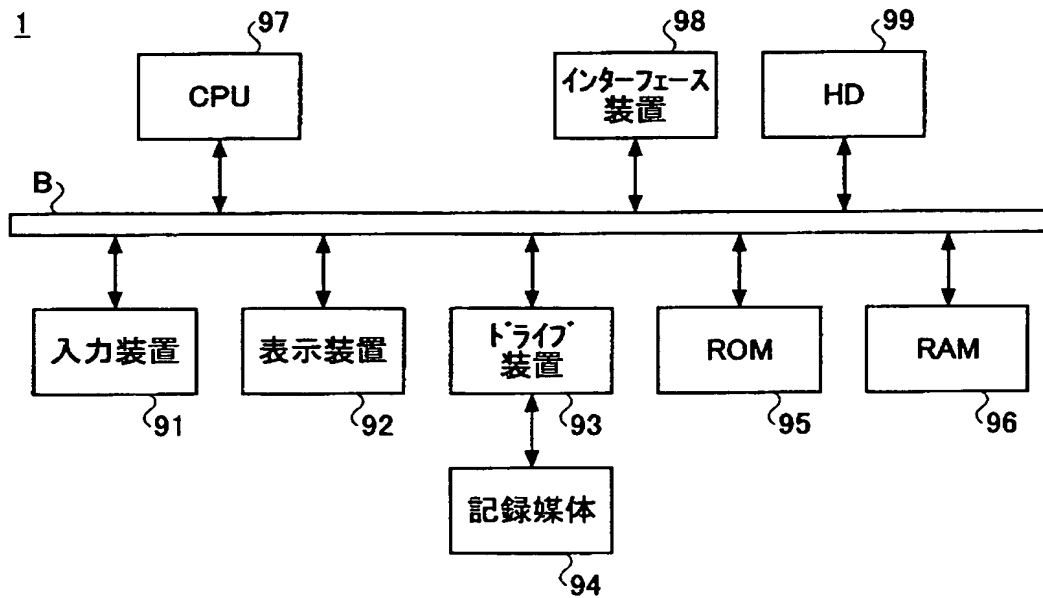 1
97
98
99
CPU
インターフェース
装置
HD
B
入力装置
表示装置
ドライブ
装置
ROM
RAM
91
92
93
95
96
記録媒体
94